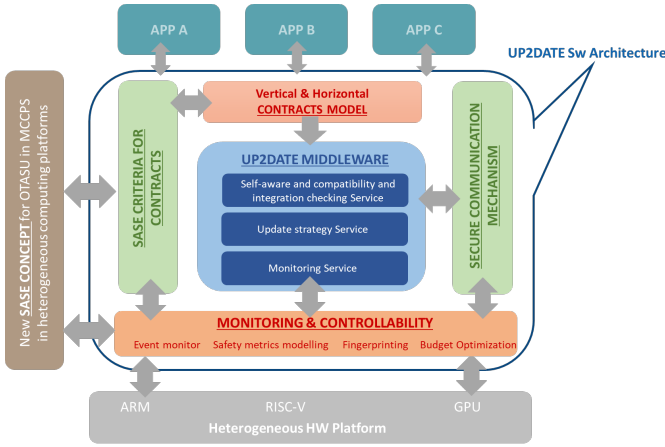 APP A
APP B
APP C
UP2DATE Sw Architecture
New SASE CONCEPT for OTASU in MCCPS
in heterogeneous computing platforms
SASE CRITERIA FOR
CONTRACTS
Vertical & Horizontal
CONTRACTS MODEL
UP2DATE MIDDLEWARE
Self-aware and compatibility and
integration checking Service
Update strategy Service
Monitoring Service
SECURE COMMUNICATION
MECHANISM
MONITORING & CONTROLLABILITY
Event monitor Safety metrics modelling Fingerprinting Budget Optimization
ARM RISC-V GPU
Heterogeneous HW Platform